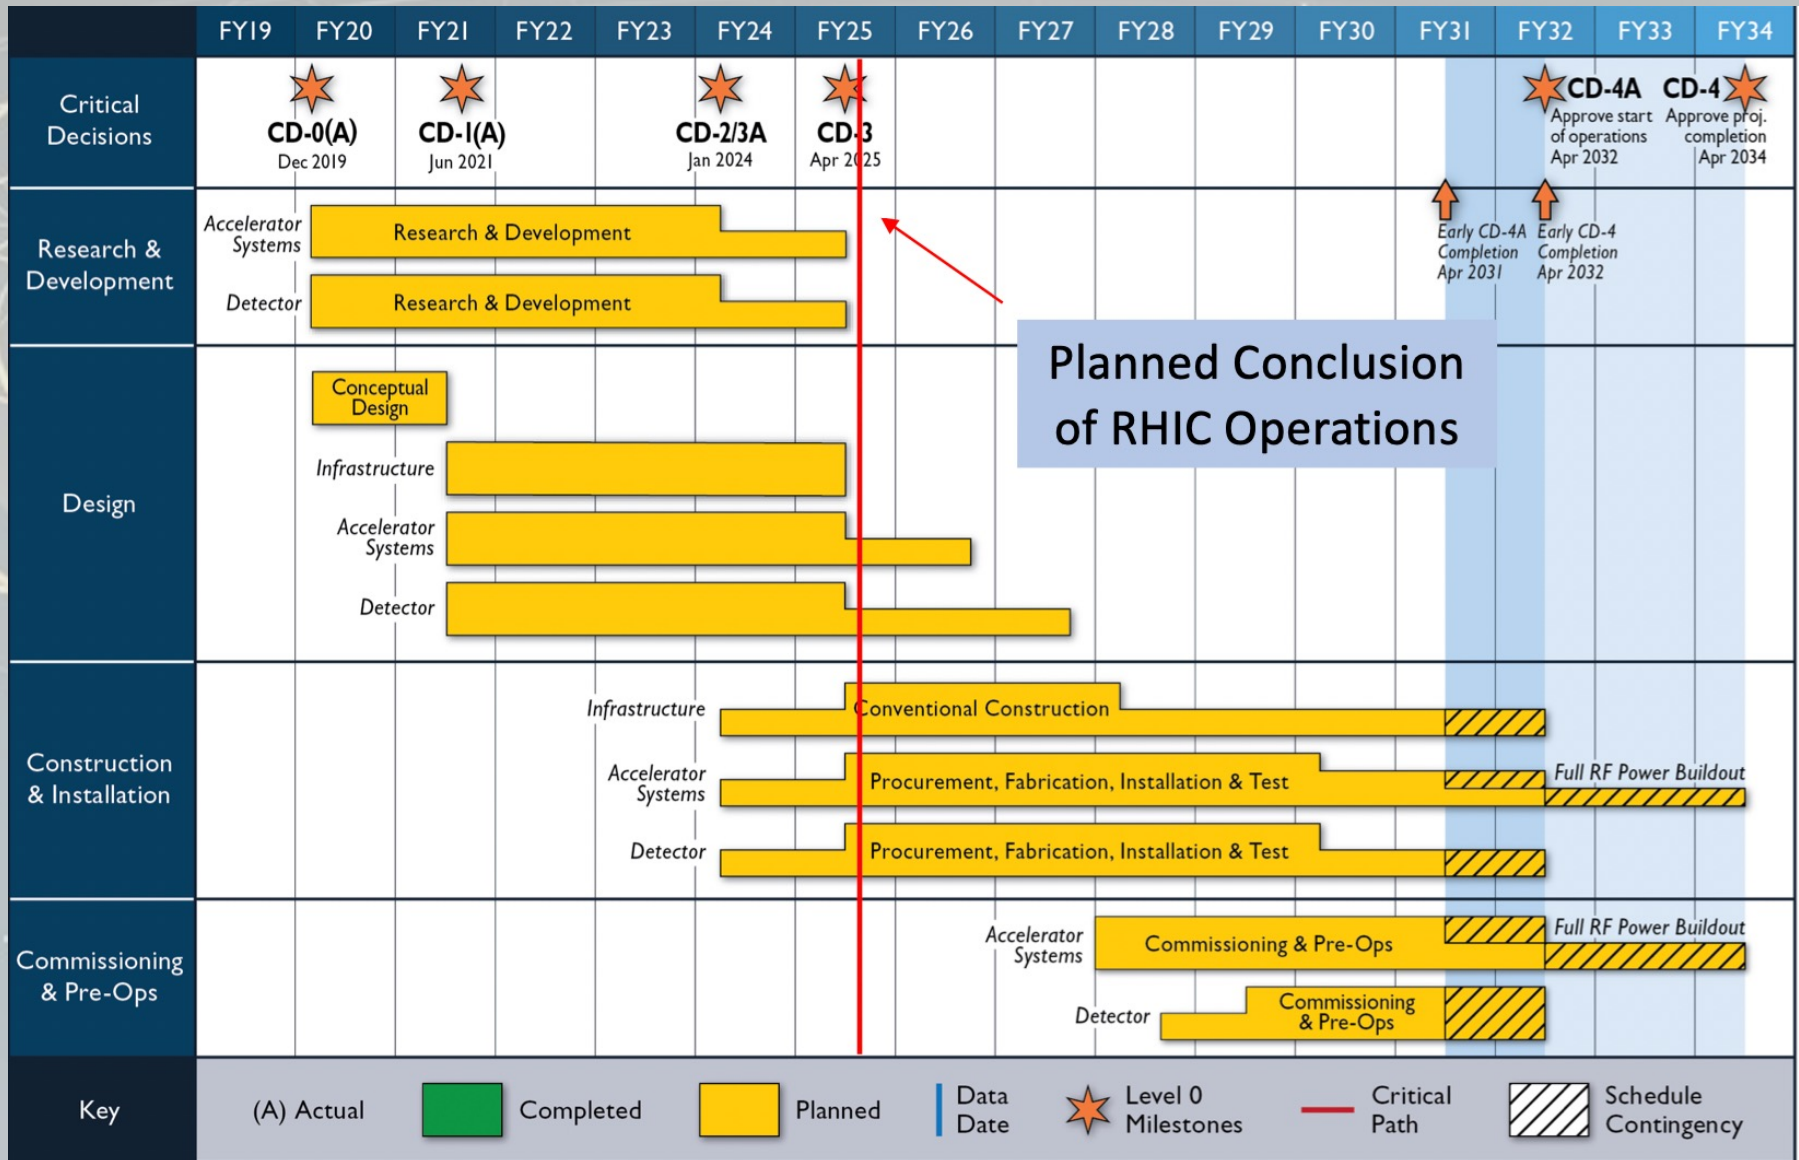 FY19 FY20 FY21 FY22 FY23 FY24 FY25 FY26 FY27 FY28 FY29 FY30 FY31 FY32 FY33 FY34
Critical
Decisions
CD-0(A)
Dec 2019
CD-1(A)
Jun 2021
CD-2/3A
Jan 2024
CD-3
Apr 2025
CD-4A
Approve start
of operations
Apr 2032
CD-4
Approve proj.
completion
Apr 2034
Research &
Development
Accelerator
Systems
Research & Development
Detector
Research & Development
Early CD-4A
Completion
Apr 2031
Early CD-4
Completion
Apr 2032
Planned Conclusion
of RHIC Operations
Design
Conceptual
Design
Infrastructure
Accelerator
Systems
Detector
Construction
& Installation
Infrastructure
Conventional Construction
Accelerator
Systems
Procurement, Fabrication, Installation & Test
Full RF Power Buildout
Detector
Procurement, Fabrication, Installation & Test
Commissioning
& Pre-Ops
Accelerator
Systems
Commissioning & Pre-Ops
Full RF Power Buildout
Detector
Commissioning
& Pre-Ops
Key
(A) Actual
Completed
Planned
Data
Date
Level 0
Milestones
Critical
Path
Schedule
Contingency